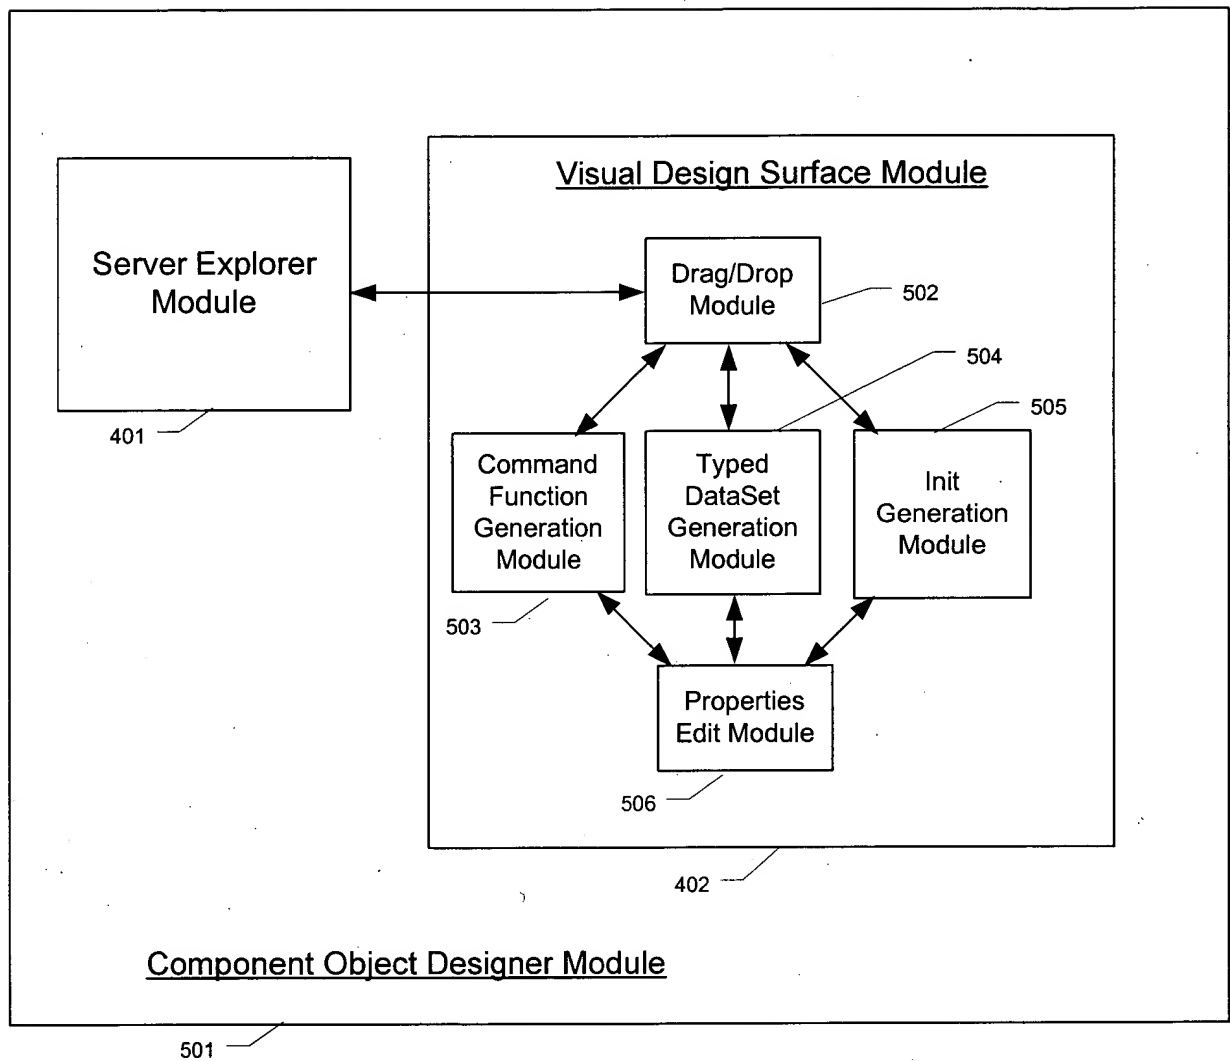 Visual Design Surface Module
Server Explorer
Module
Drag/Drop
Module
502
504
505
401
Command
Function
Generation
Module
Typed
DataSet
Generation
Module
Init
Generation
Module
503
Properties
Edit Module
506
402
Component Object Designer Module
501